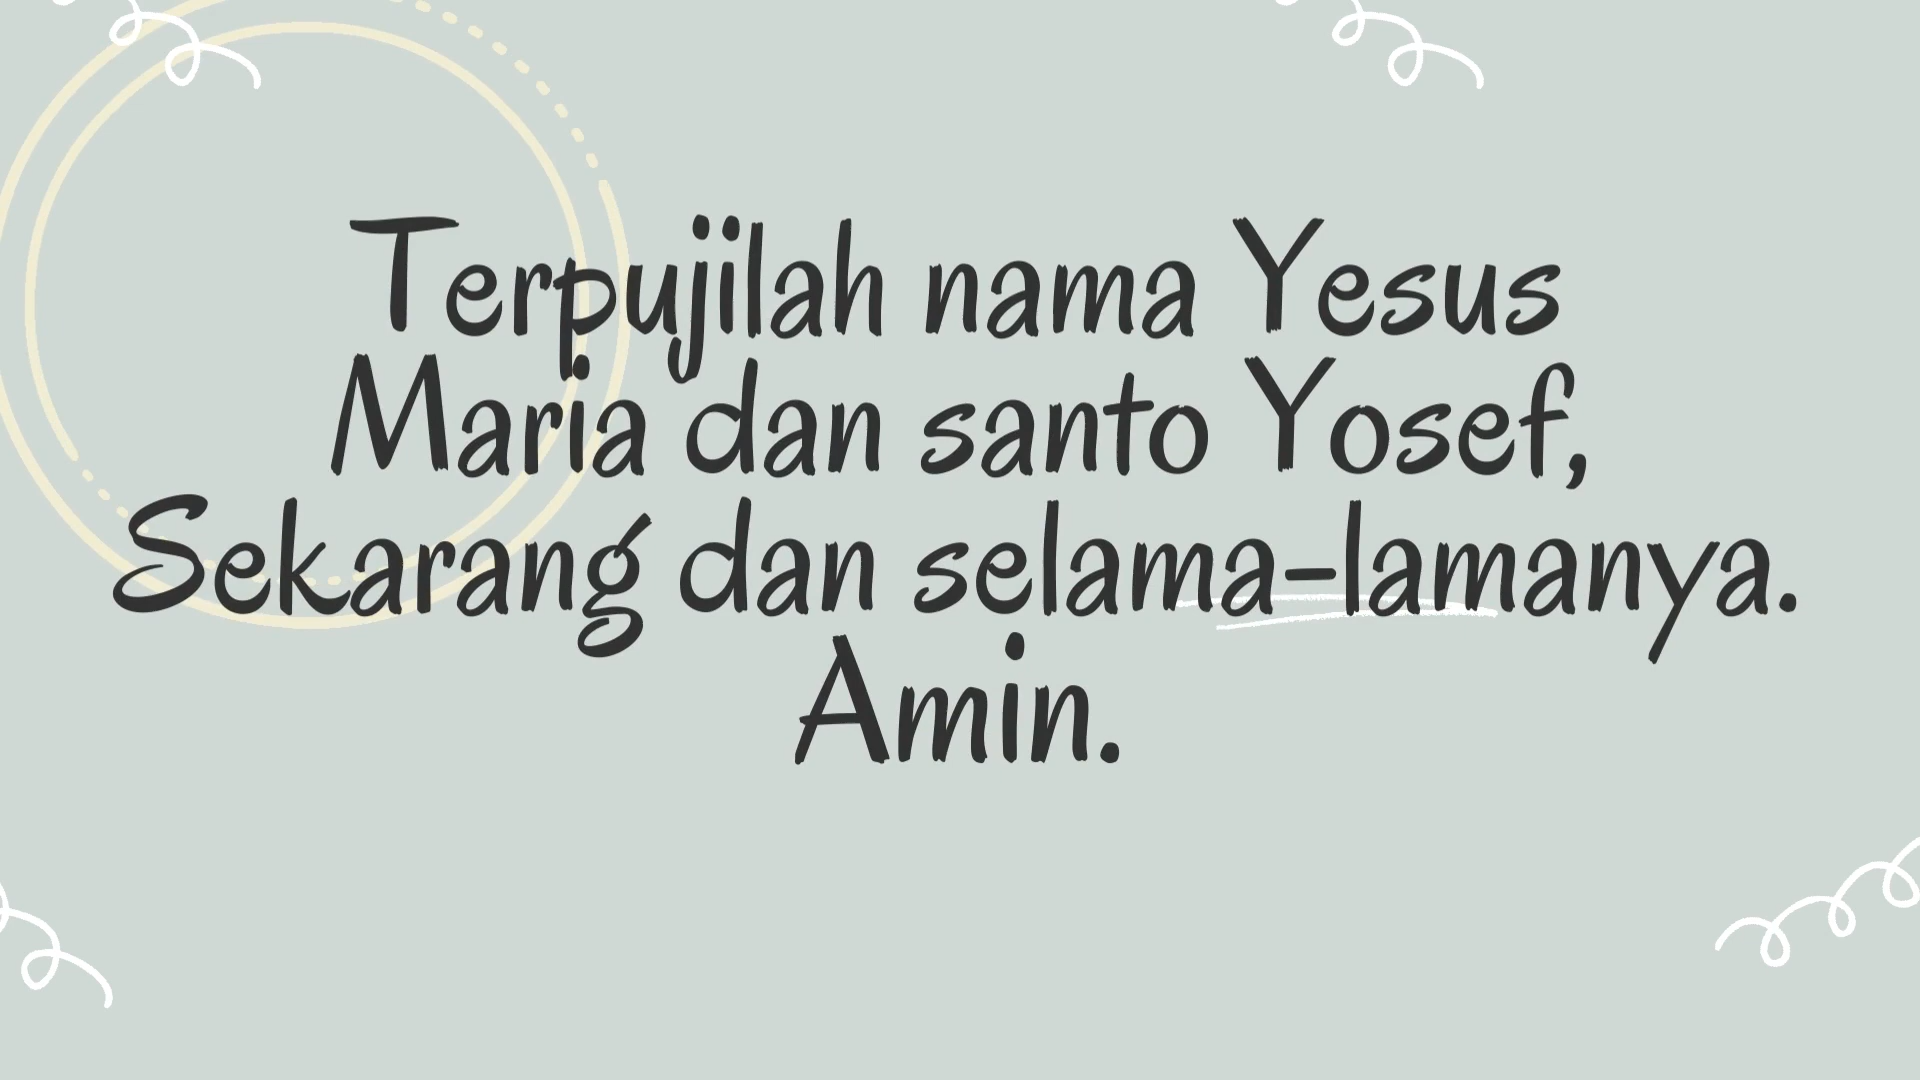 Terpujilah nama Yesus
Maria dan santo Yosef,
Sekarang dan selama-lamanya.
Amin.